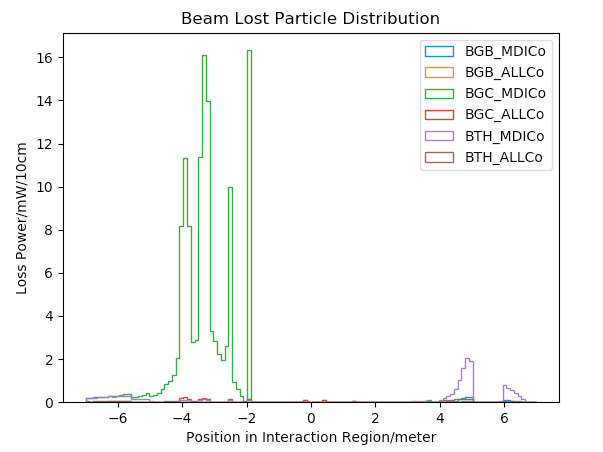 Beam Lost Particle Distribution
Loss Power/mW/10cm
16
14
12
10
8
6
4
2
0
−6
−4
−2
0
2
4
6
Position in Interaction Region/meter
BGB_MDICo
BGB_ALLCo
BGC_MDICo
BGC_ALLCo
BTH_MDICo
BTH_ALLCo